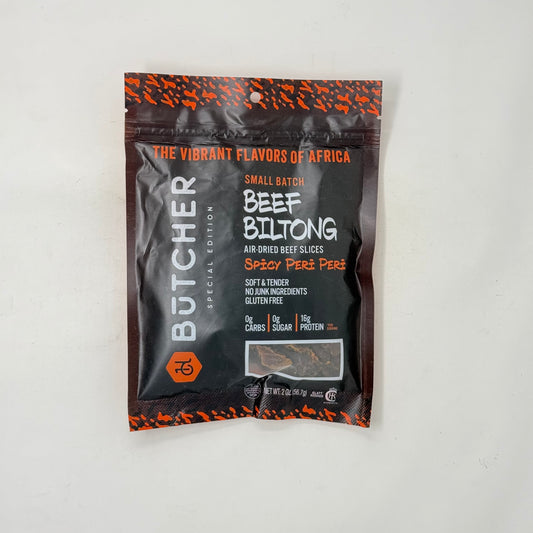 THE VIBRANT FLAVORS OF AFRICA
BUTCHER
SPECIAL EDITION
SMALL BATCH
BEEF
BILTONG
AIR-DRIED BEEF SLICES
SPICY PERI PERI
SOFT & TENDER
NO JUNK INGREDIENTS
GLUTEN FREE
0g CARBS
0g SUGAR
16g PROTEIN
NET WT. 2 Oz (56.7g)
GLATT
KOSHER